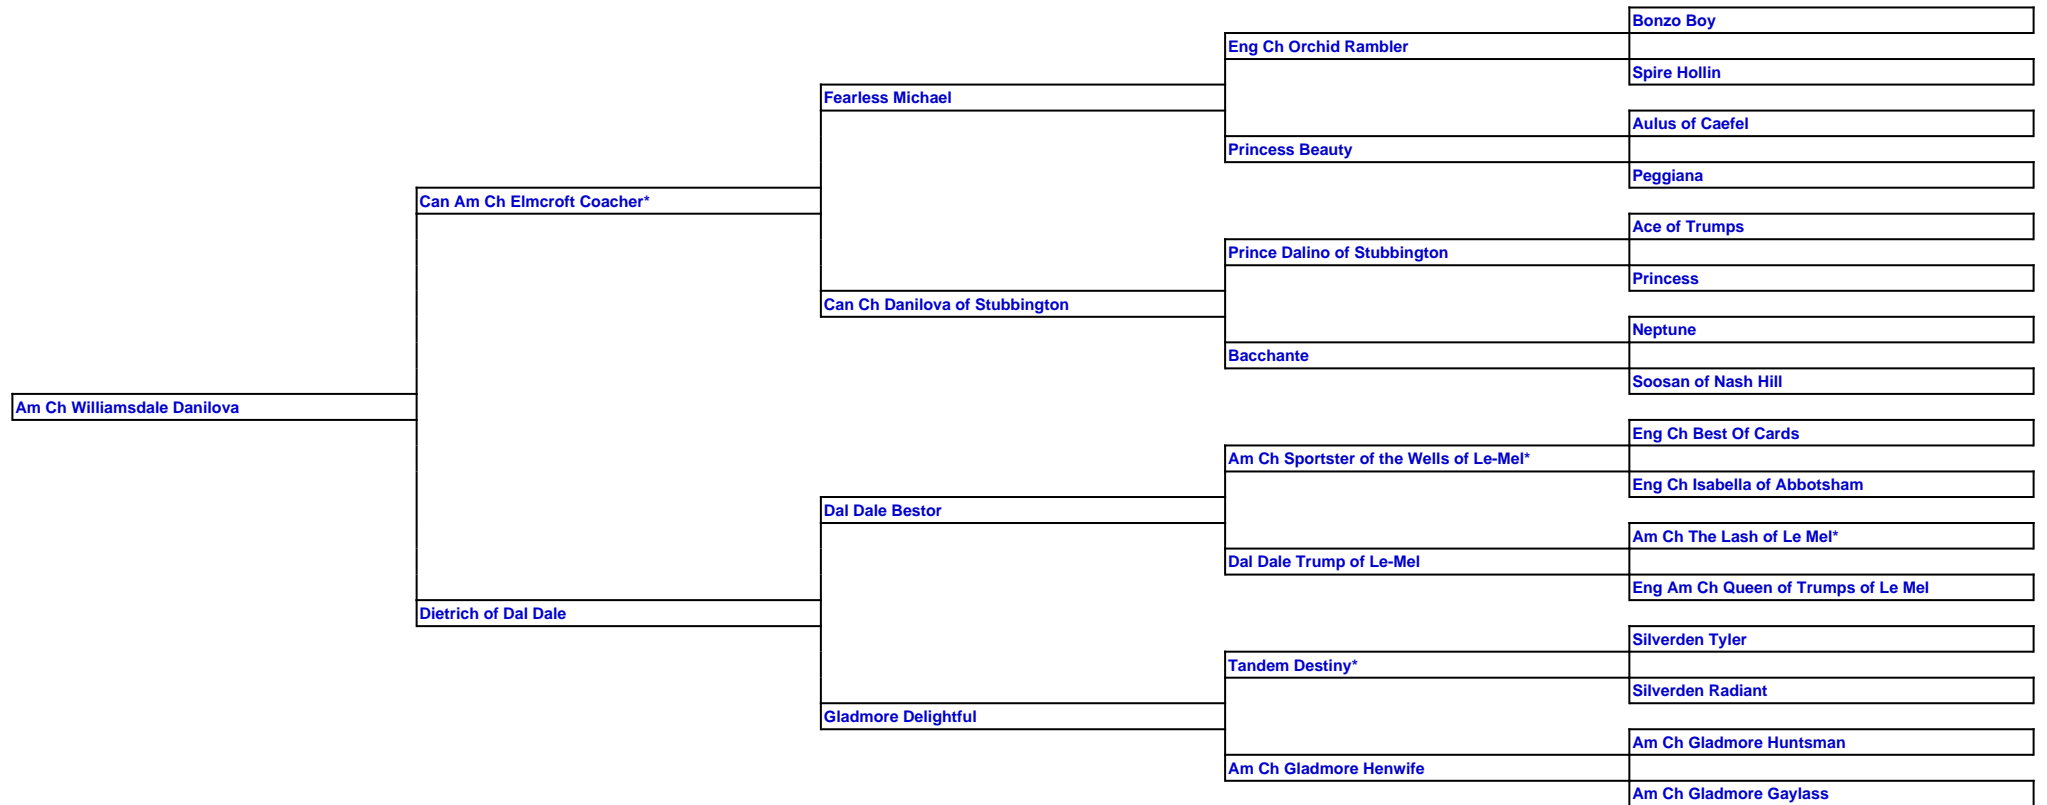 Bonzo Boy
Eng Ch Orchid Rambler
Spire Hollin
Fearless Michael
Aulus of Caefel
Princess Beauty
Peggiana
Can Am Ch Elmcroft Coacher*
Ace of Trumps
Prince Dalino of Stubbington
Princess
Can Ch Danilova of Stubbington
Neptune
Bacchante
Soosan of Nash Hill
Am Ch Williamsdale Danilova
Eng Ch Best Of Cards
Am Ch Sportster of the Wells of Le-Mel*
Eng Ch Isabella of Abbotsham
Dal Dale Bestor
Am Ch The Lash of Le Mel*
Dal Dale Trump of Le-Mel
Eng Am Ch Queen of Trumps of Le Mel
Dietrich of Dal Dale
Silverden Tyler
Tandem Destiny*
Silverden Radiant
Gladmore Delightful
Am Ch Gladmore Huntsman
Am Ch Gladmore Henwife
Am Ch Gladmore Gaylass